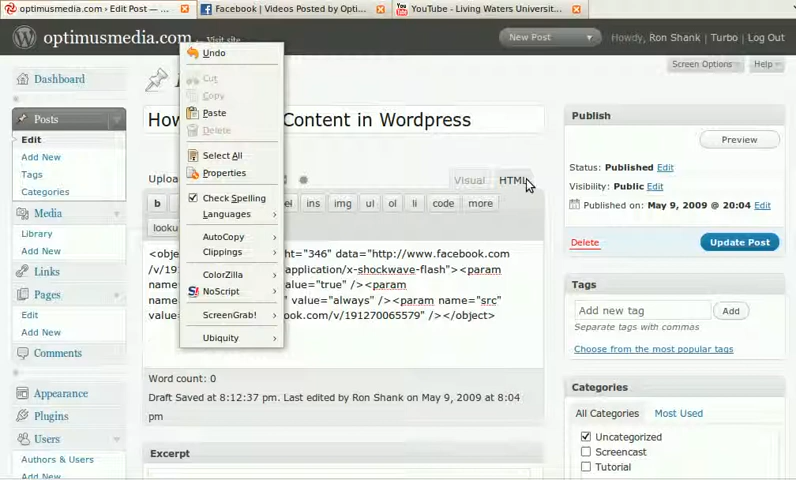 optimusmedia.com › Edit Post — ...
Facebook | Videos Posted by Opti...
YouTube - Living Waters Universit...
optimusmedia.com
← Visit site
New Post
Howdy, Ron Shank | Turbo | Log Out
Screen Options
Help
Dashboard
Posts
Edit
Add New
Tags
Categories
Media
Library
Add New
Links
Pages
Edit
Add New
Comments
Appearance
Plugins
Users
Authors & Users
Add New
Undo
Cut
Copy
Paste
Delete
Select All
Properties
Check Spelling
Languages
AutoCopy
Clippings
ColorZilla
NoScript
ScreenGrab!
Ubiquity
How Content in Wordpress
Uploa
Visual
HTML
b
el
ins
img
ul
ol
li
code
more
looku
<obje ht="346" data="http://www.facebook.com
/v/19 application/x-shockwave-flash"><param
name= value="true" /><param
name= value="always" /><param name="src"
value= book.com/v/191270065579" /></object>
Word count: 0
Draft Saved at 8:12:37 pm. Last edited by Ron Shank on May 9, 2009 at 8:04
pm
Excerpt
Publish
Preview
Status: Published Edit
Visibility: Public Edit
Published on: May 9, 2009 @ 20:04 Edit
Delete
Update Post
Tags
Add new tag
Add
Separate tags with commas
Choose from the most popular tags
Categories
All Categories
Most Used
Uncategorized
Screencast
Tutorial